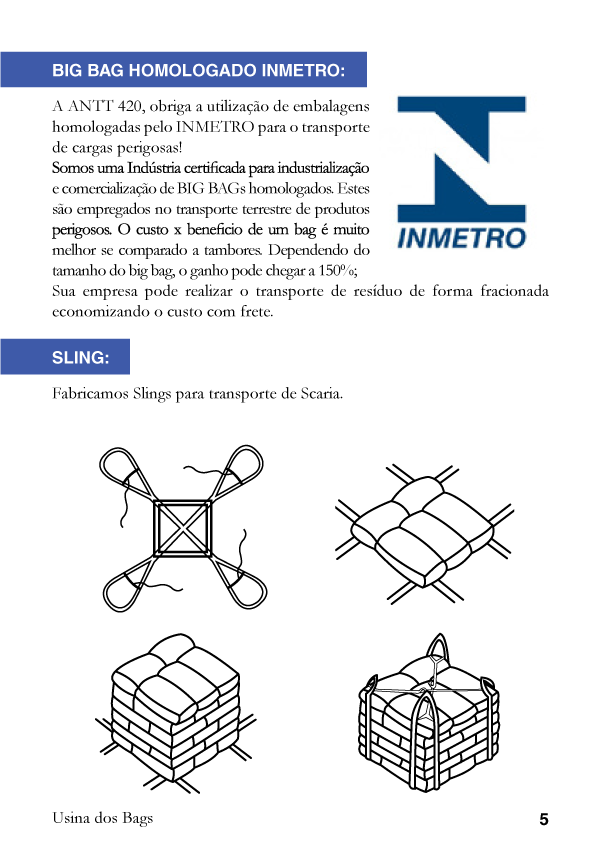 BIG BAG HOMOLOGADO INMETRO:
A ANTT 420, obriga a utilização de embalagens
homologadas pelo INMETRO para o transporte
de cargas perigosas!
Somos uma Indústria certificada para industrialização
e comercialização de BIG BAGs homologados. Estes
são empregados no transporte terrestre de produtos
perigosos. O custo x beneficio de um bag é muito
melhor se comparado a tambores. Dependendo do
tamanho do big bag, o ganho pode chegar a 150%;
Sua empresa pode realizar o transporte de resíduo de forma fracionada
economizando o custo com frete.
INMETRO
SLING:
Fabricamos Slings para transporte de Scaria.
Usina dos Bags
5